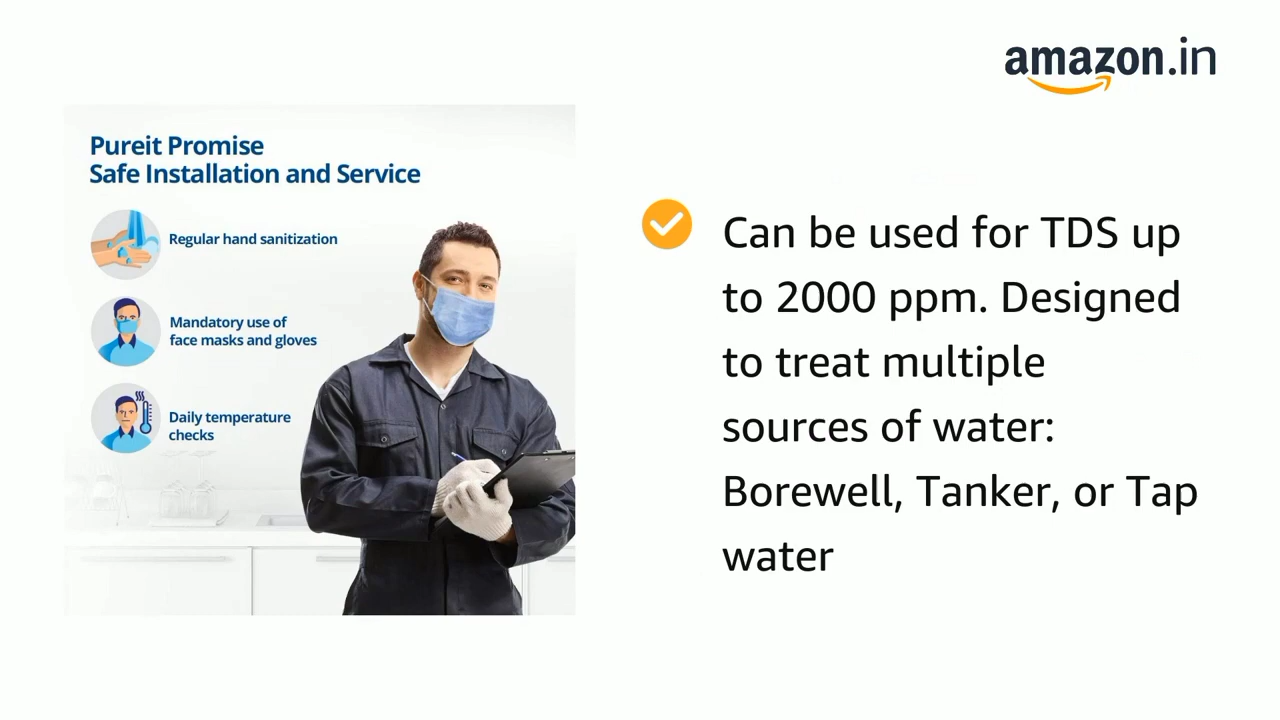 amazon.in
Pureit Promise
Safe Installation and Service
Regular hand sanitization
Mandatory use of
face masks and gloves
Daily temperature
checks
Can be used for TDS up
to 2000 ppm. Designed
to treat multiple
sources of water:
Borewell, Tanker, or Tap
water